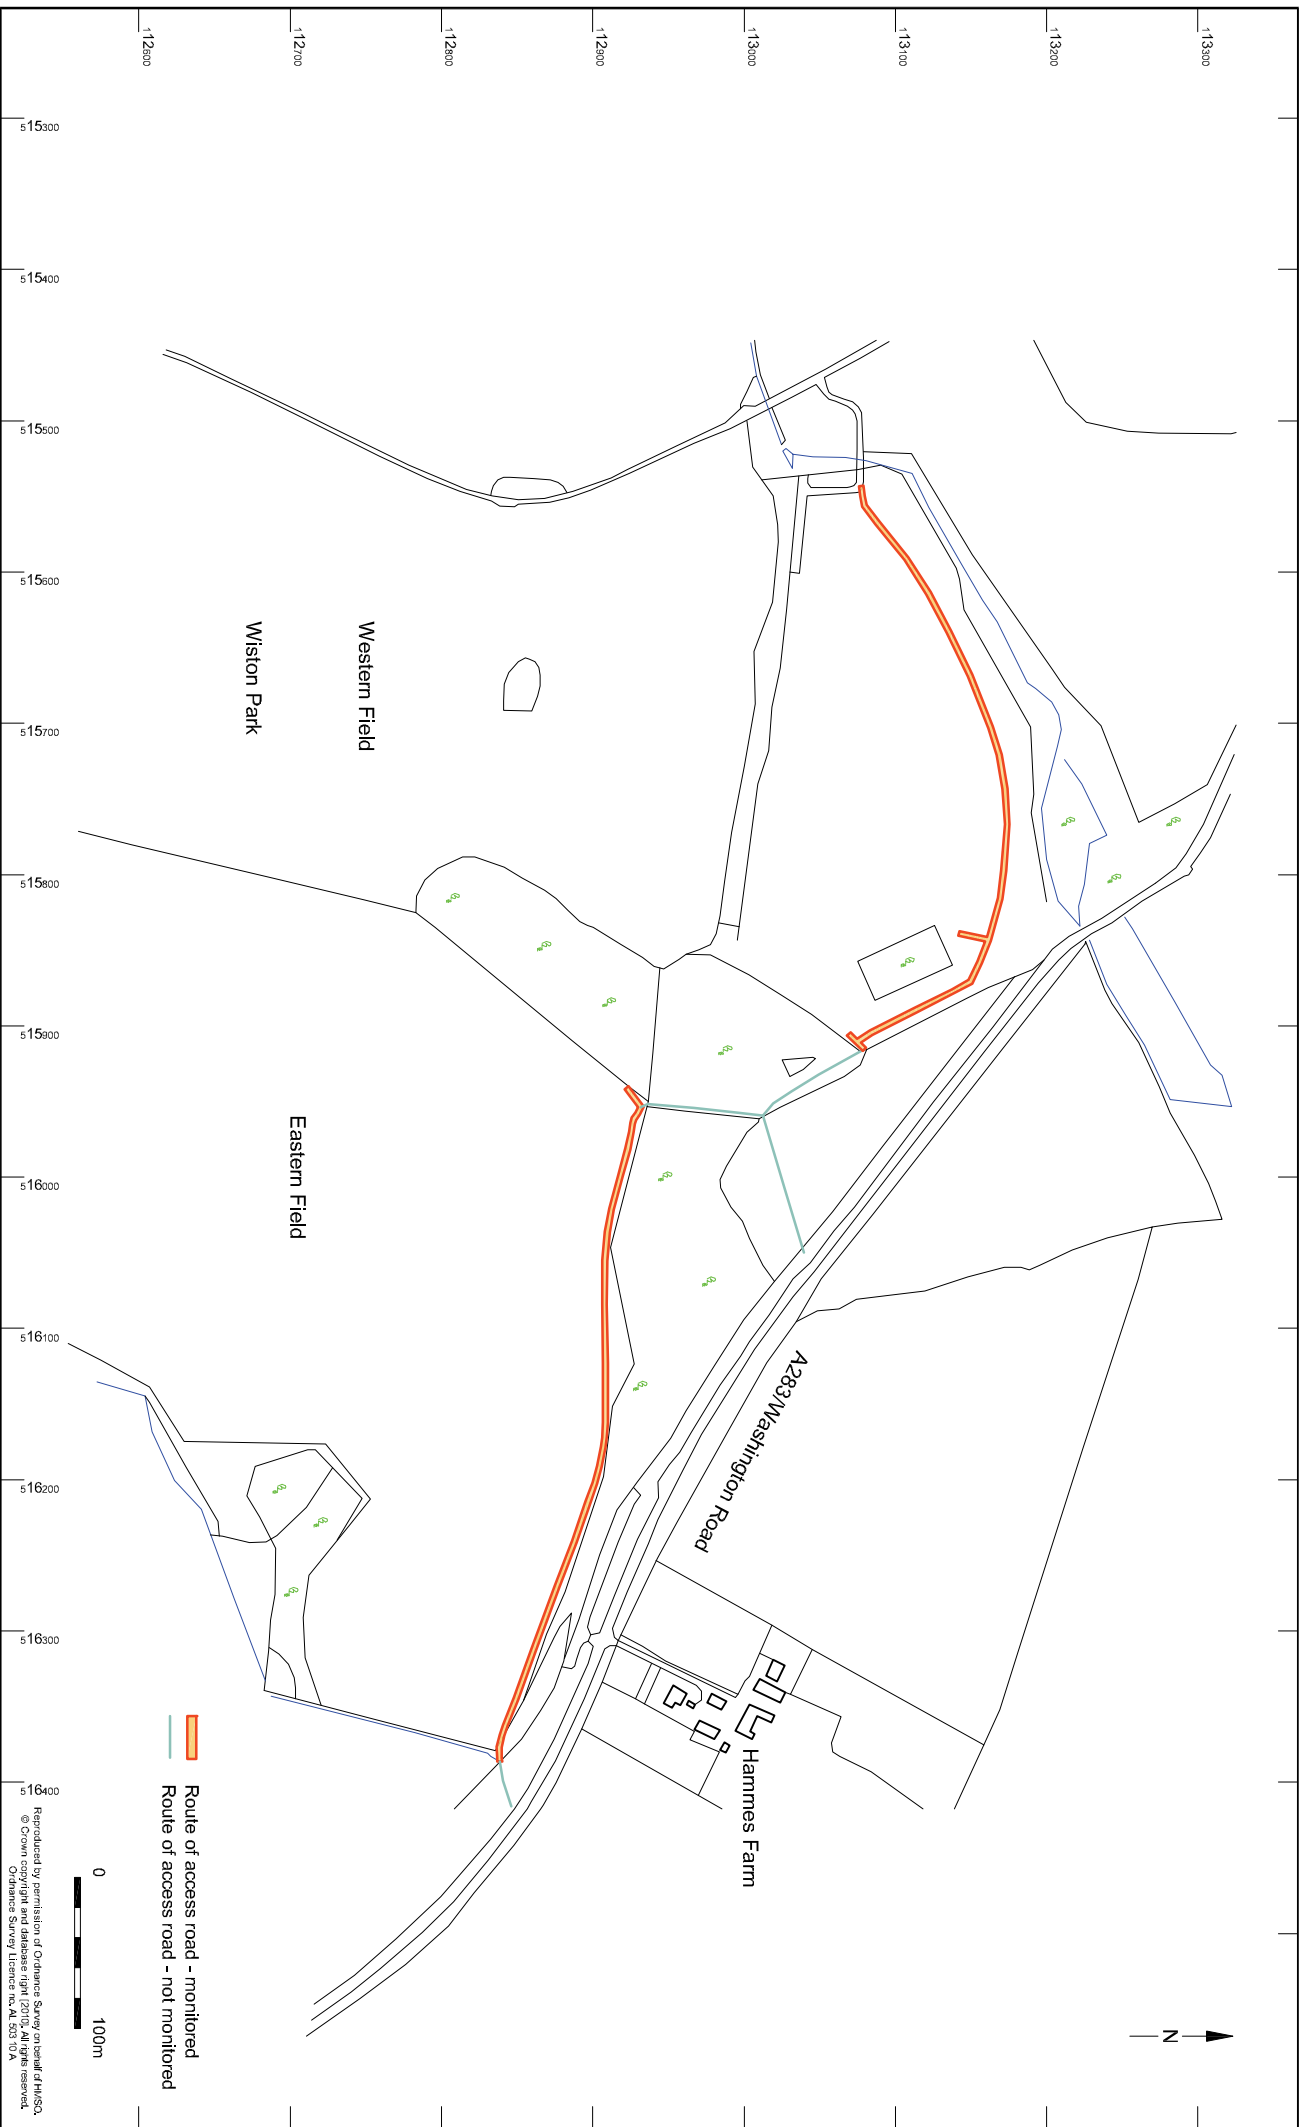 113300
113200
113100
113000
112900
112800
112700
112600
515300
515400
515500
515600
515700
515800
515900
516000
516100
516200
516300
516400
Western Field
Wiston Park
Eastern Field
A283/Washington Road
Hammes Farm
N
Route of access road - monitored
Route of access road - not monitored
0
100m
Reproduced by permission of Ordnance Survey on behalf of HMSO.
© Crown copyright and database right [2010]. All rights reserved.
Ordnance Survey Licence no. AL 503 10 A